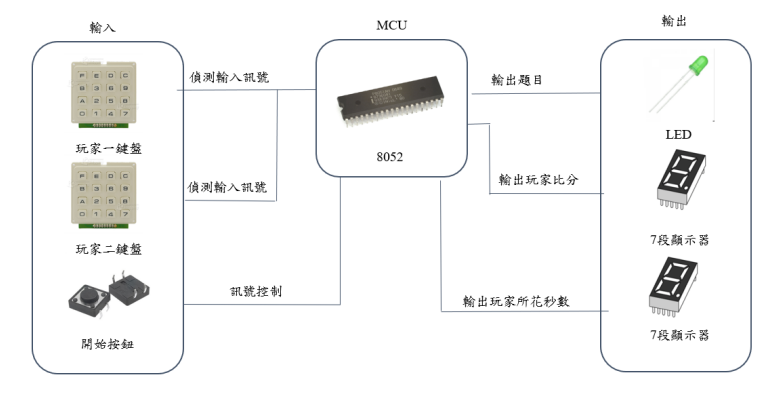 輸入
MCU
輸出
F E D C
B 3 6 9
A 2 5 8
0 1 4 7
玩家一鍵盤
偵測輸入訊號
F E D C
B 3 6 9
A 2 5 8
0 1 4 7
玩家二鍵盤
偵測輸入訊號
開始按鈕
訊號控制
8052
輸出題目
LED
輸出玩家比分
7段顯示器
輸出玩家所花秒數
7段顯示器